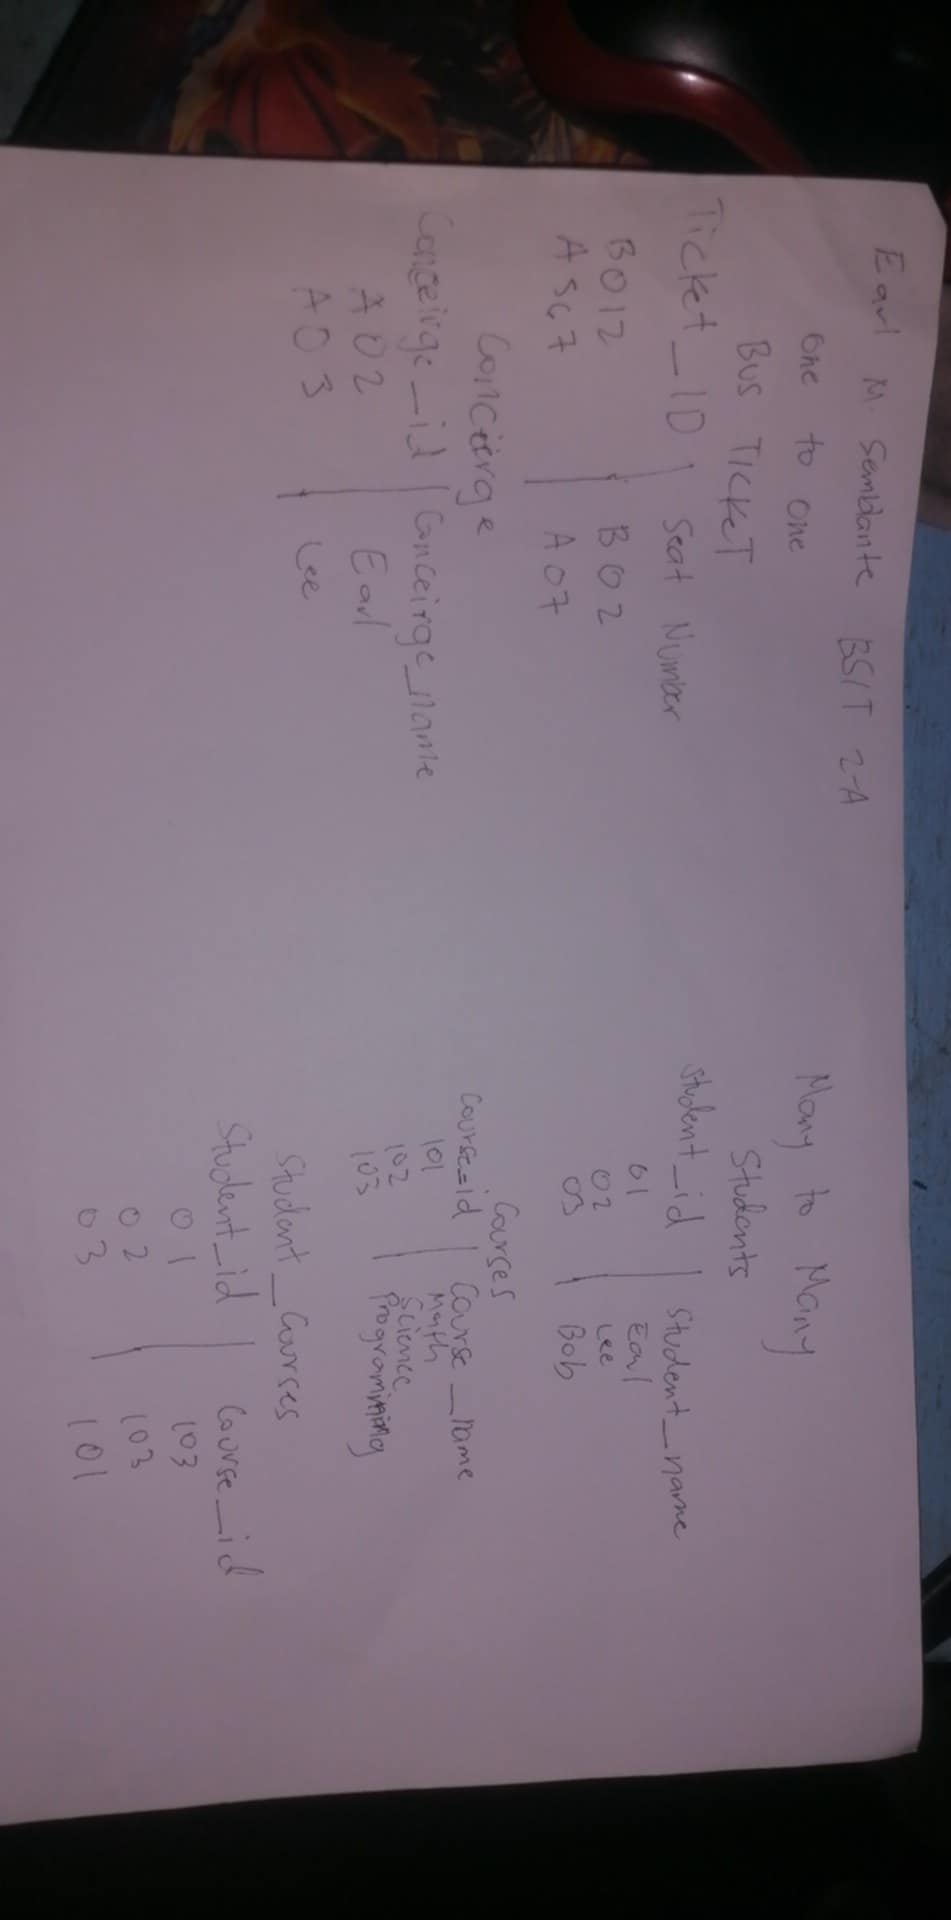 Earl M. Semblante BSIT 2-A
one to one
Bus TickeT
Ticket_ID | Seat Number
B012 | B02
A567 | A07
Conceirge
Conceirge_id | Conceirge_name
A02 | Earl
A03 | Lee
Many to Many
Students
student_id | student_name
01 | Earl
02 | Lee
03 | Bob
Courses
course_id | Course_name
101 | Math
102 | Science
103 | Programming
Student_Courses
Student_id | Course_id
01 | 103
02 | 103
03 | 101